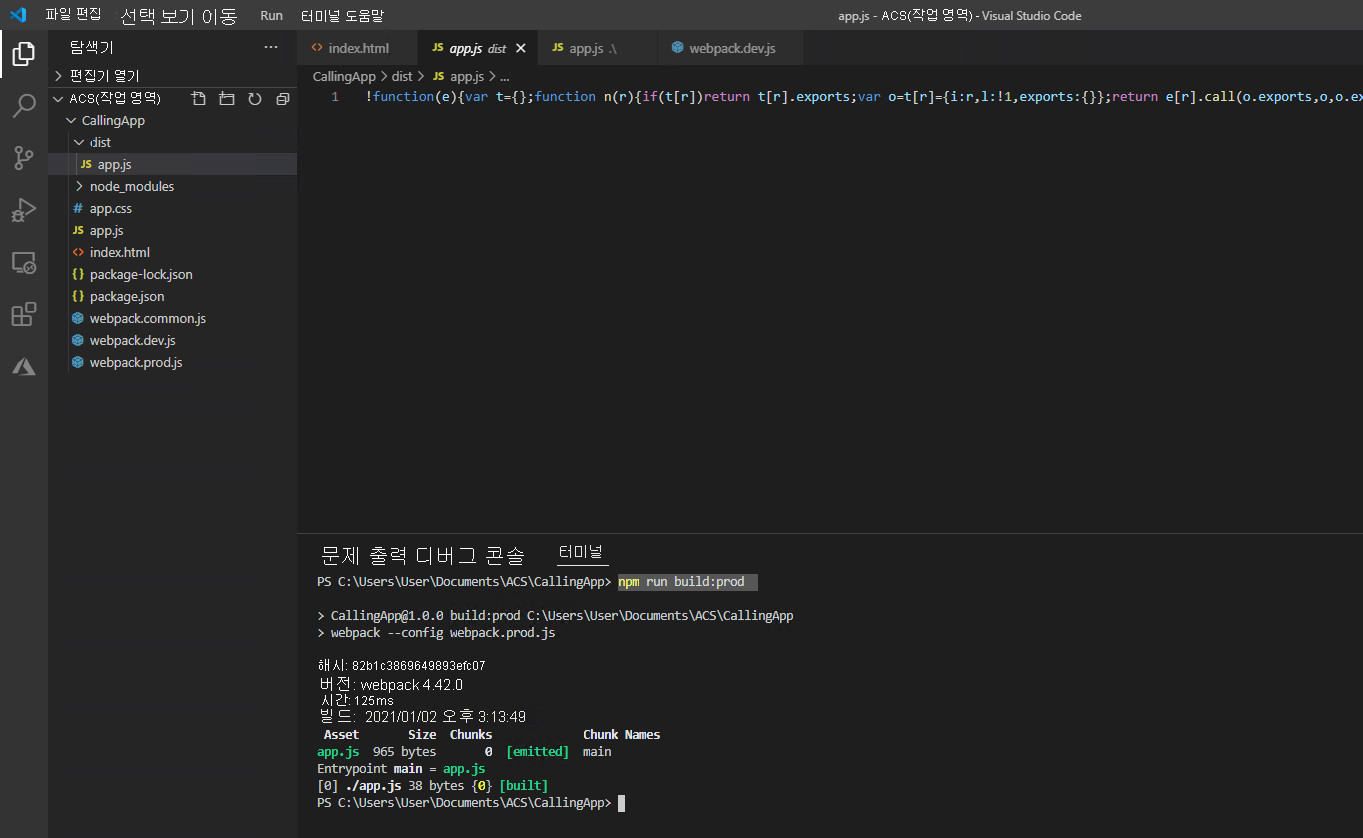 파일 편집 선택 보기 이동 Run 터미널 도움말 app.js - ACS(작업 영역) - Visual Studio Code
탐색기 ...
편집기 열기
ACS(작업 영역)
CallingApp
dist
JS app.js
node_modules
# app.css
JS app.js
<> index.html
{} package-lock.json
{} package.json
webpack.common.js
webpack.dev.js
webpack.prod.js
<> index.html JS app.js dist JS app.js .\ webpack.dev.js
CallingApp > dist > JS app.js > ...
1 !function(e){var t={};function n(r){if(t[r])return t[r].exports;var o=t[r]={i:r,l:!1,exports:{}};return e[r].call(o.exports,o,o.ex
문제 출력 디버그 콘솔 터미널
PS C:\Users\User\Documents\ACS\CallingApp> npm run build:prod
> CallingApp@1.0.0 build:prod C:\Users\User\Documents\ACS\CallingApp
> webpack --config webpack.prod.js
해시: 82b1c3869649893efc07
버전: webpack 4.42.0
시간: 125ms
빌드: 2021/01/02 오후 3:13:49
Asset Size Chunks Chunk Names
app.js 965 bytes 0 [emitted] main
Entrypoint main = app.js
[0] ./app.js 38 bytes {0} [built]
PS C:\Users\User\Documents\ACS\CallingApp>